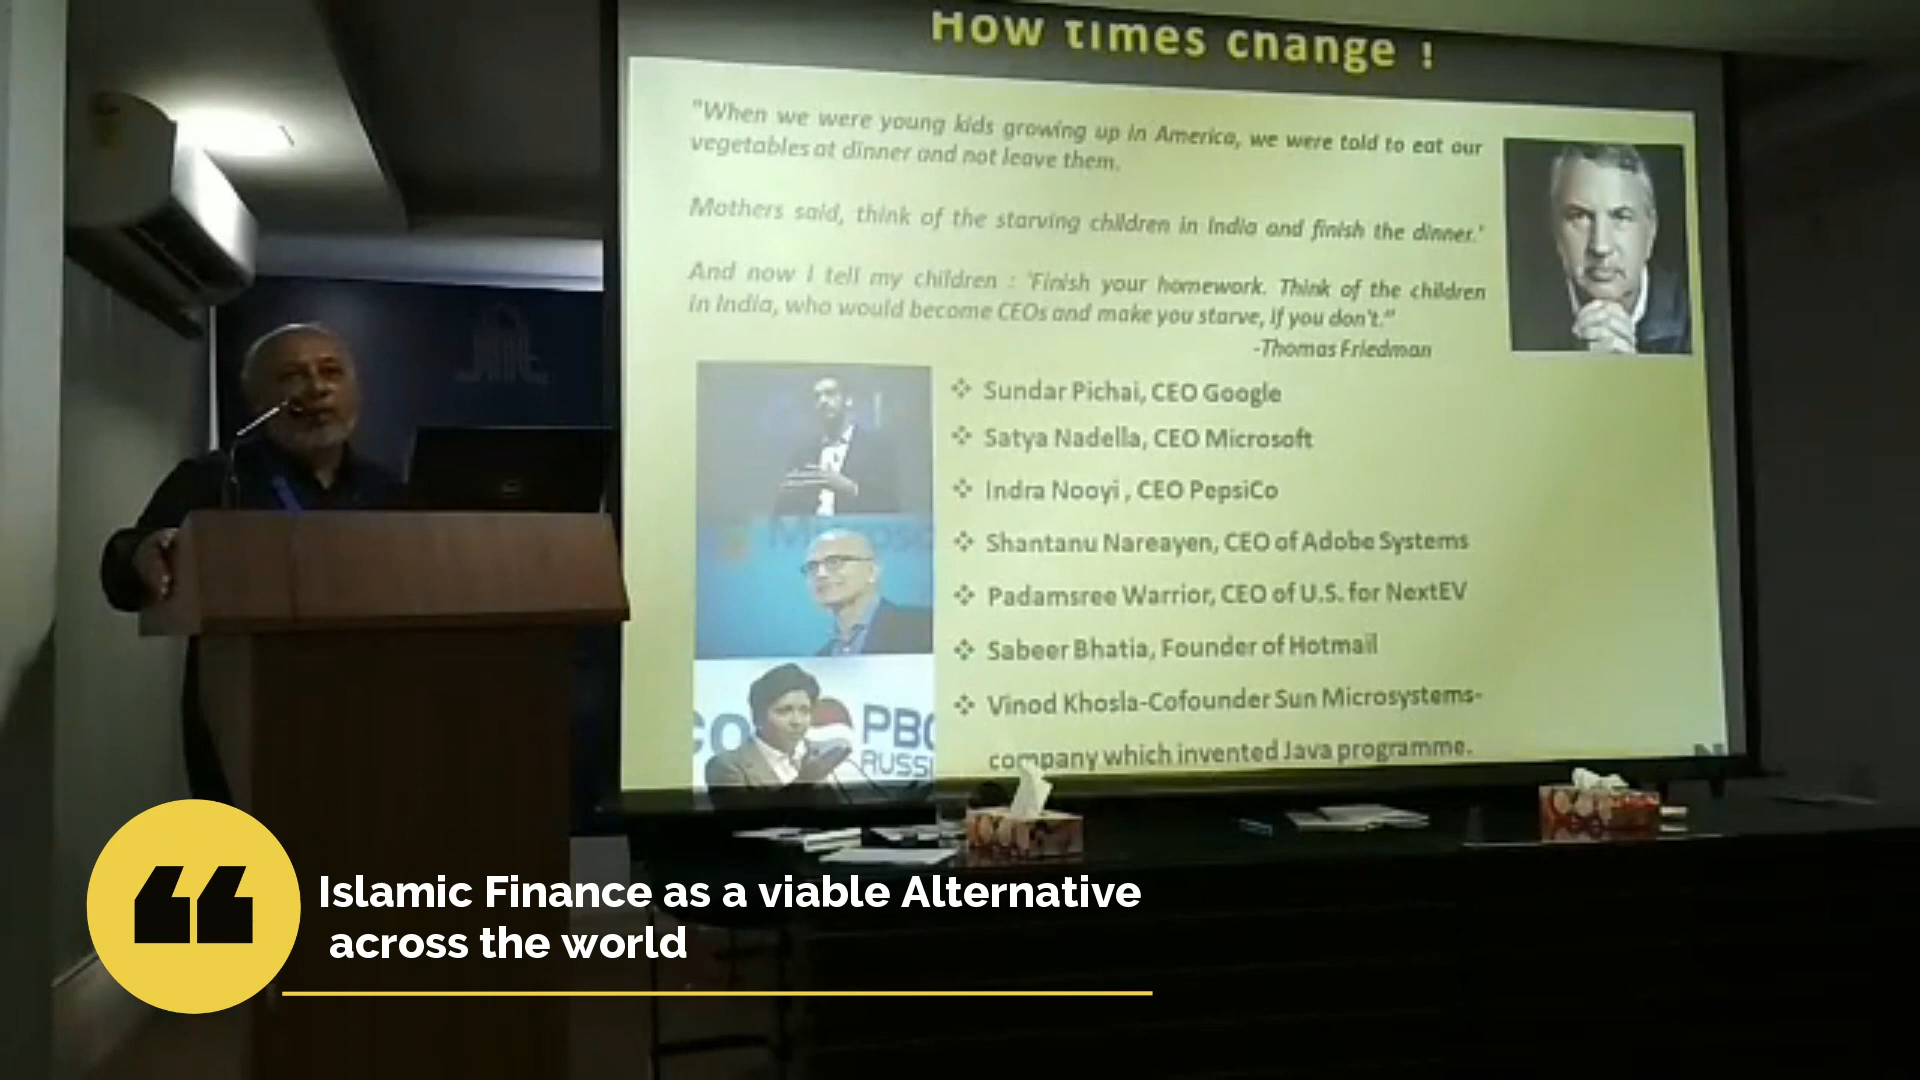 How times change !
"When we were young kids growing up in America, we were told to eat our
vegetables at dinner and not leave them.
Mothers said, think of the starving children in India and finish the dinner.'
And now I tell my children : 'Finish your homework. Think of the children
in India, who would become CEOs and make you starve, if you don't."
-Thomas Friedman
❖ Sundar Pichai, CEO Google
❖ Satya Nadella, CEO Microsoft
❖ Indra Nooyi , CEO PepsiCo
❖ Shantanu Nareayen, CEO of Adobe Systems
❖ Padamsree Warrior, CEO of U.S. for NextEV
❖ Sabeer Bhatia, Founder of Hotmail
❖ Vinod Khosla-Cofounder Sun Microsystems-
company which invented Java programme.
CO PBC
RUSSI
Islamic Finance as a viable Alternative
across the world